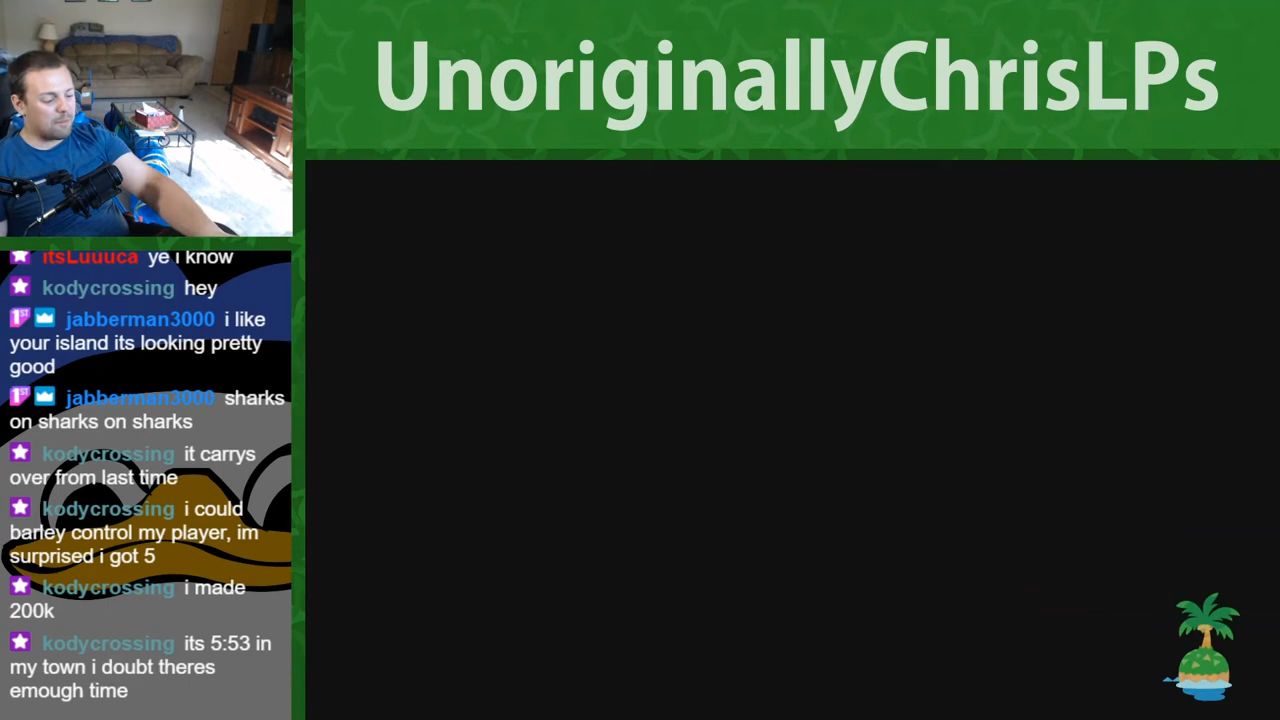 UnoriginallyChrisLPs
itsLuuuca ye i know
kodycrossing hey
1ST jabberman3000 i like
your island its looking pretty
good
1ST jabberman3000 sharks
on sharks on sharks
kodycrossing it carrys
over from last time
kodycrossing i could
barley control my player, im
surprised i got 5
kodycrossing i made
200k
kodycrossing its 5:53 in
my town i doubt theres
emough time